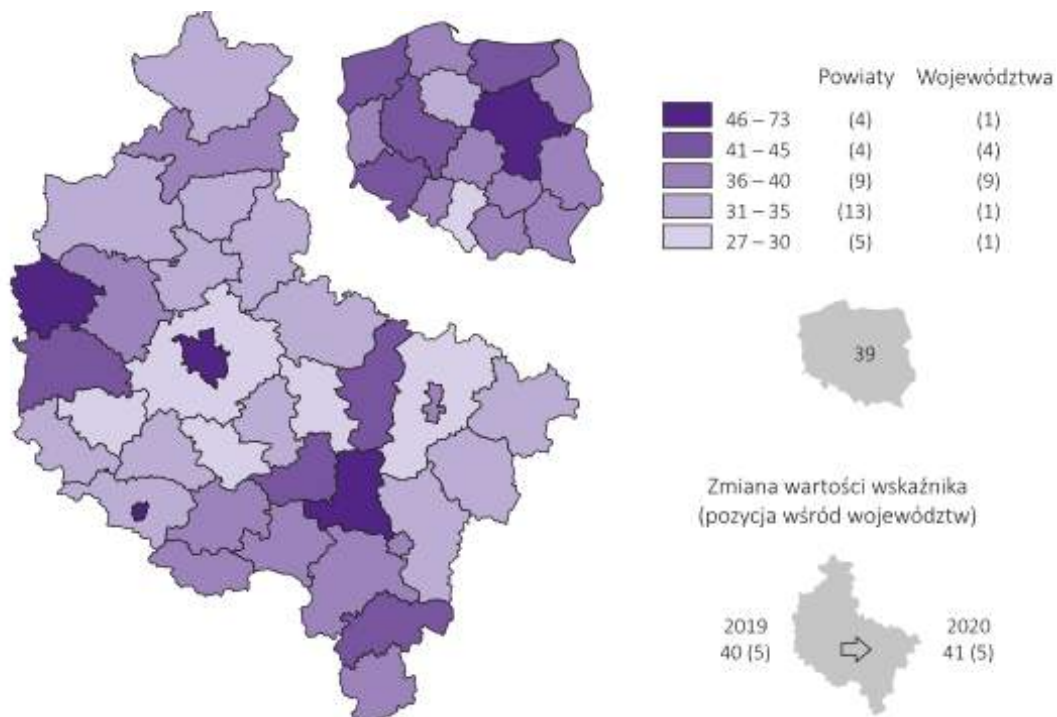 Powiaty Województwa
46 – 73 (4) (1)
41 – 45 (4) (4)
36 – 40 (9) (9)
31 – 35 (13) (1)
27 – 30 (5) (1)
39
Zmiana wartości wskaźnika
(pozycja wśród województw)
2019 2020
40 (5) 41 (5)